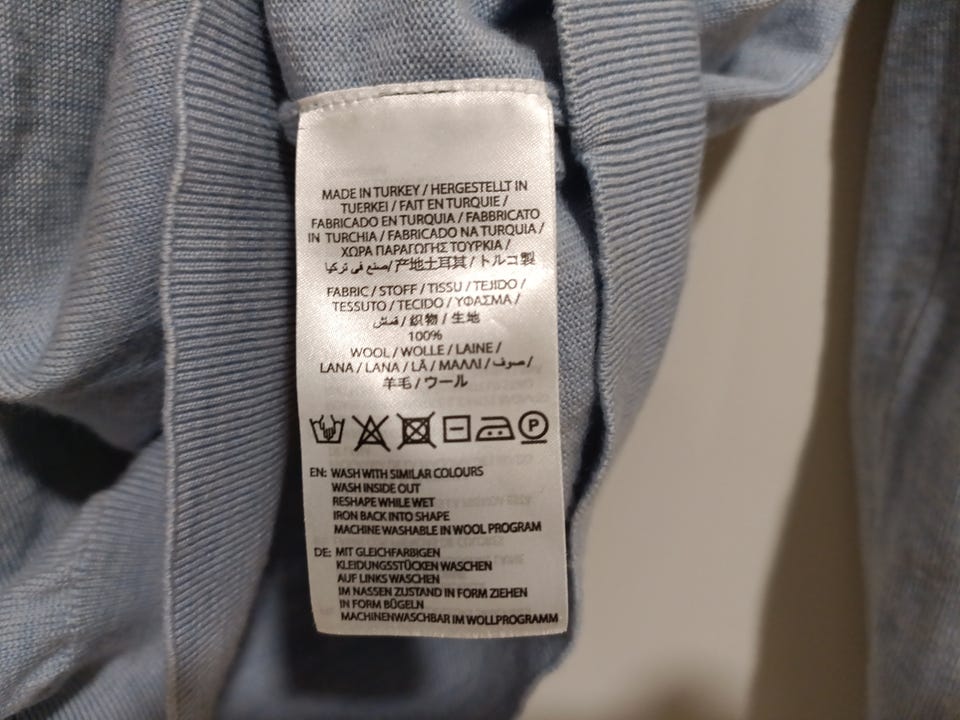 MADE IN TURKEY / HERGESTELLT IN
TUERKEI / FAIT EN TURQUIE /
FABRICADO EN TURQUIA / FABBRICATO
IN TURCHIA / FABRICADO NA TURQUIA /
ΧΩΡΑ ΠΑΡΑΓΩΓΗΣ ΤΟΥΡΚΙΑ /
صنع في تركيا / 产地土耳其 / トルコ製
FABRIC / STOFF / TISSU / TEJIDO /
TESSUTO / TECIDO / ΥΦΑΣΜΑ /
قماش / 织物 / 生地
100%
WOOL / WOLLE / LAINE /
LANA / LANA / LÃ / ΜΑΛΛΙ / صوف /
羊毛 / ウール
P
EN: WASH WITH SIMILAR COLOURS
WASH INSIDE OUT
RESHAPE WHILE WET
IRON BACK INTO SHAPE
MACHINE WASHABLE IN WOOL PROGRAM
DE: MIT GLEICHFARBIGEN
KLEIDUNGSSTÜCKEN WASCHEN
AUF LINKS WASCHEN
IM NASSEN ZUSTAND IN FORM ZIEHEN
IN FORM BÜGELN
MACHINENWASCHBAR IM WOLLPROGRAMM